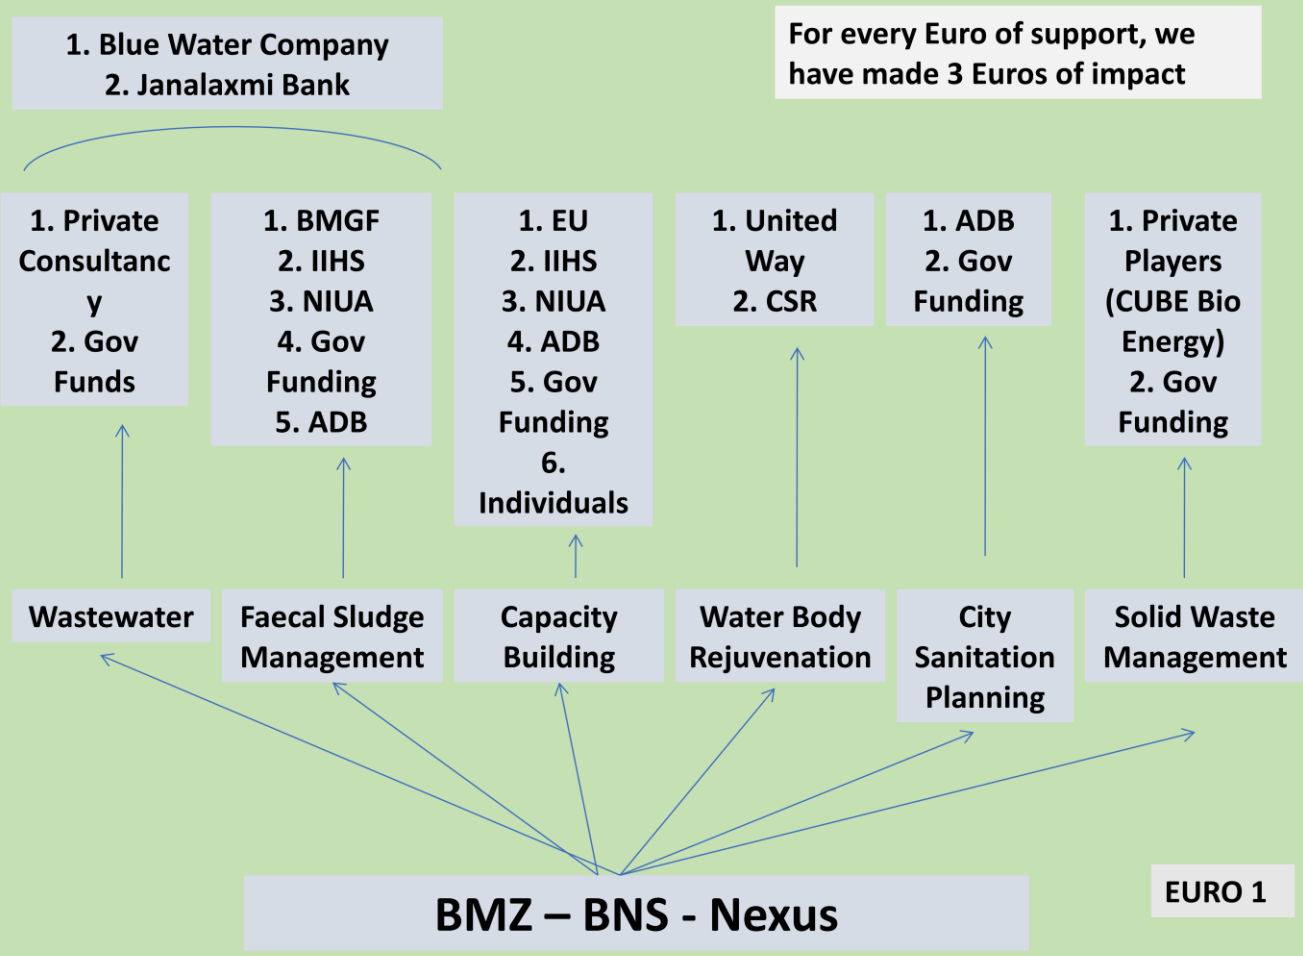 1. Blue Water Company
2. Janalaxmi Bank
For every Euro of support, we
have made 3 Euros of impact
1. Private
Consultanc
y
2. Gov
Funds
1. BMGF
2. IIHS
3. NIUA
4. Gov
Funding
5. ADB
1. EU
2. IIHS
3. NIUA
4. ADB
5. Gov
Funding
6.
Individuals
1. United
Way
2. CSR
1. ADB
2. Gov
Funding
1. Private
Players
(CUBE Bio
Energy)
2. Gov
Funding
Wastewater
Faecal Sludge
Management
Capacity
Building
Water Body
Rejuvenation
City
Sanitation
Planning
Solid Waste
Management
BMZ – BNS - Nexus
EURO 1